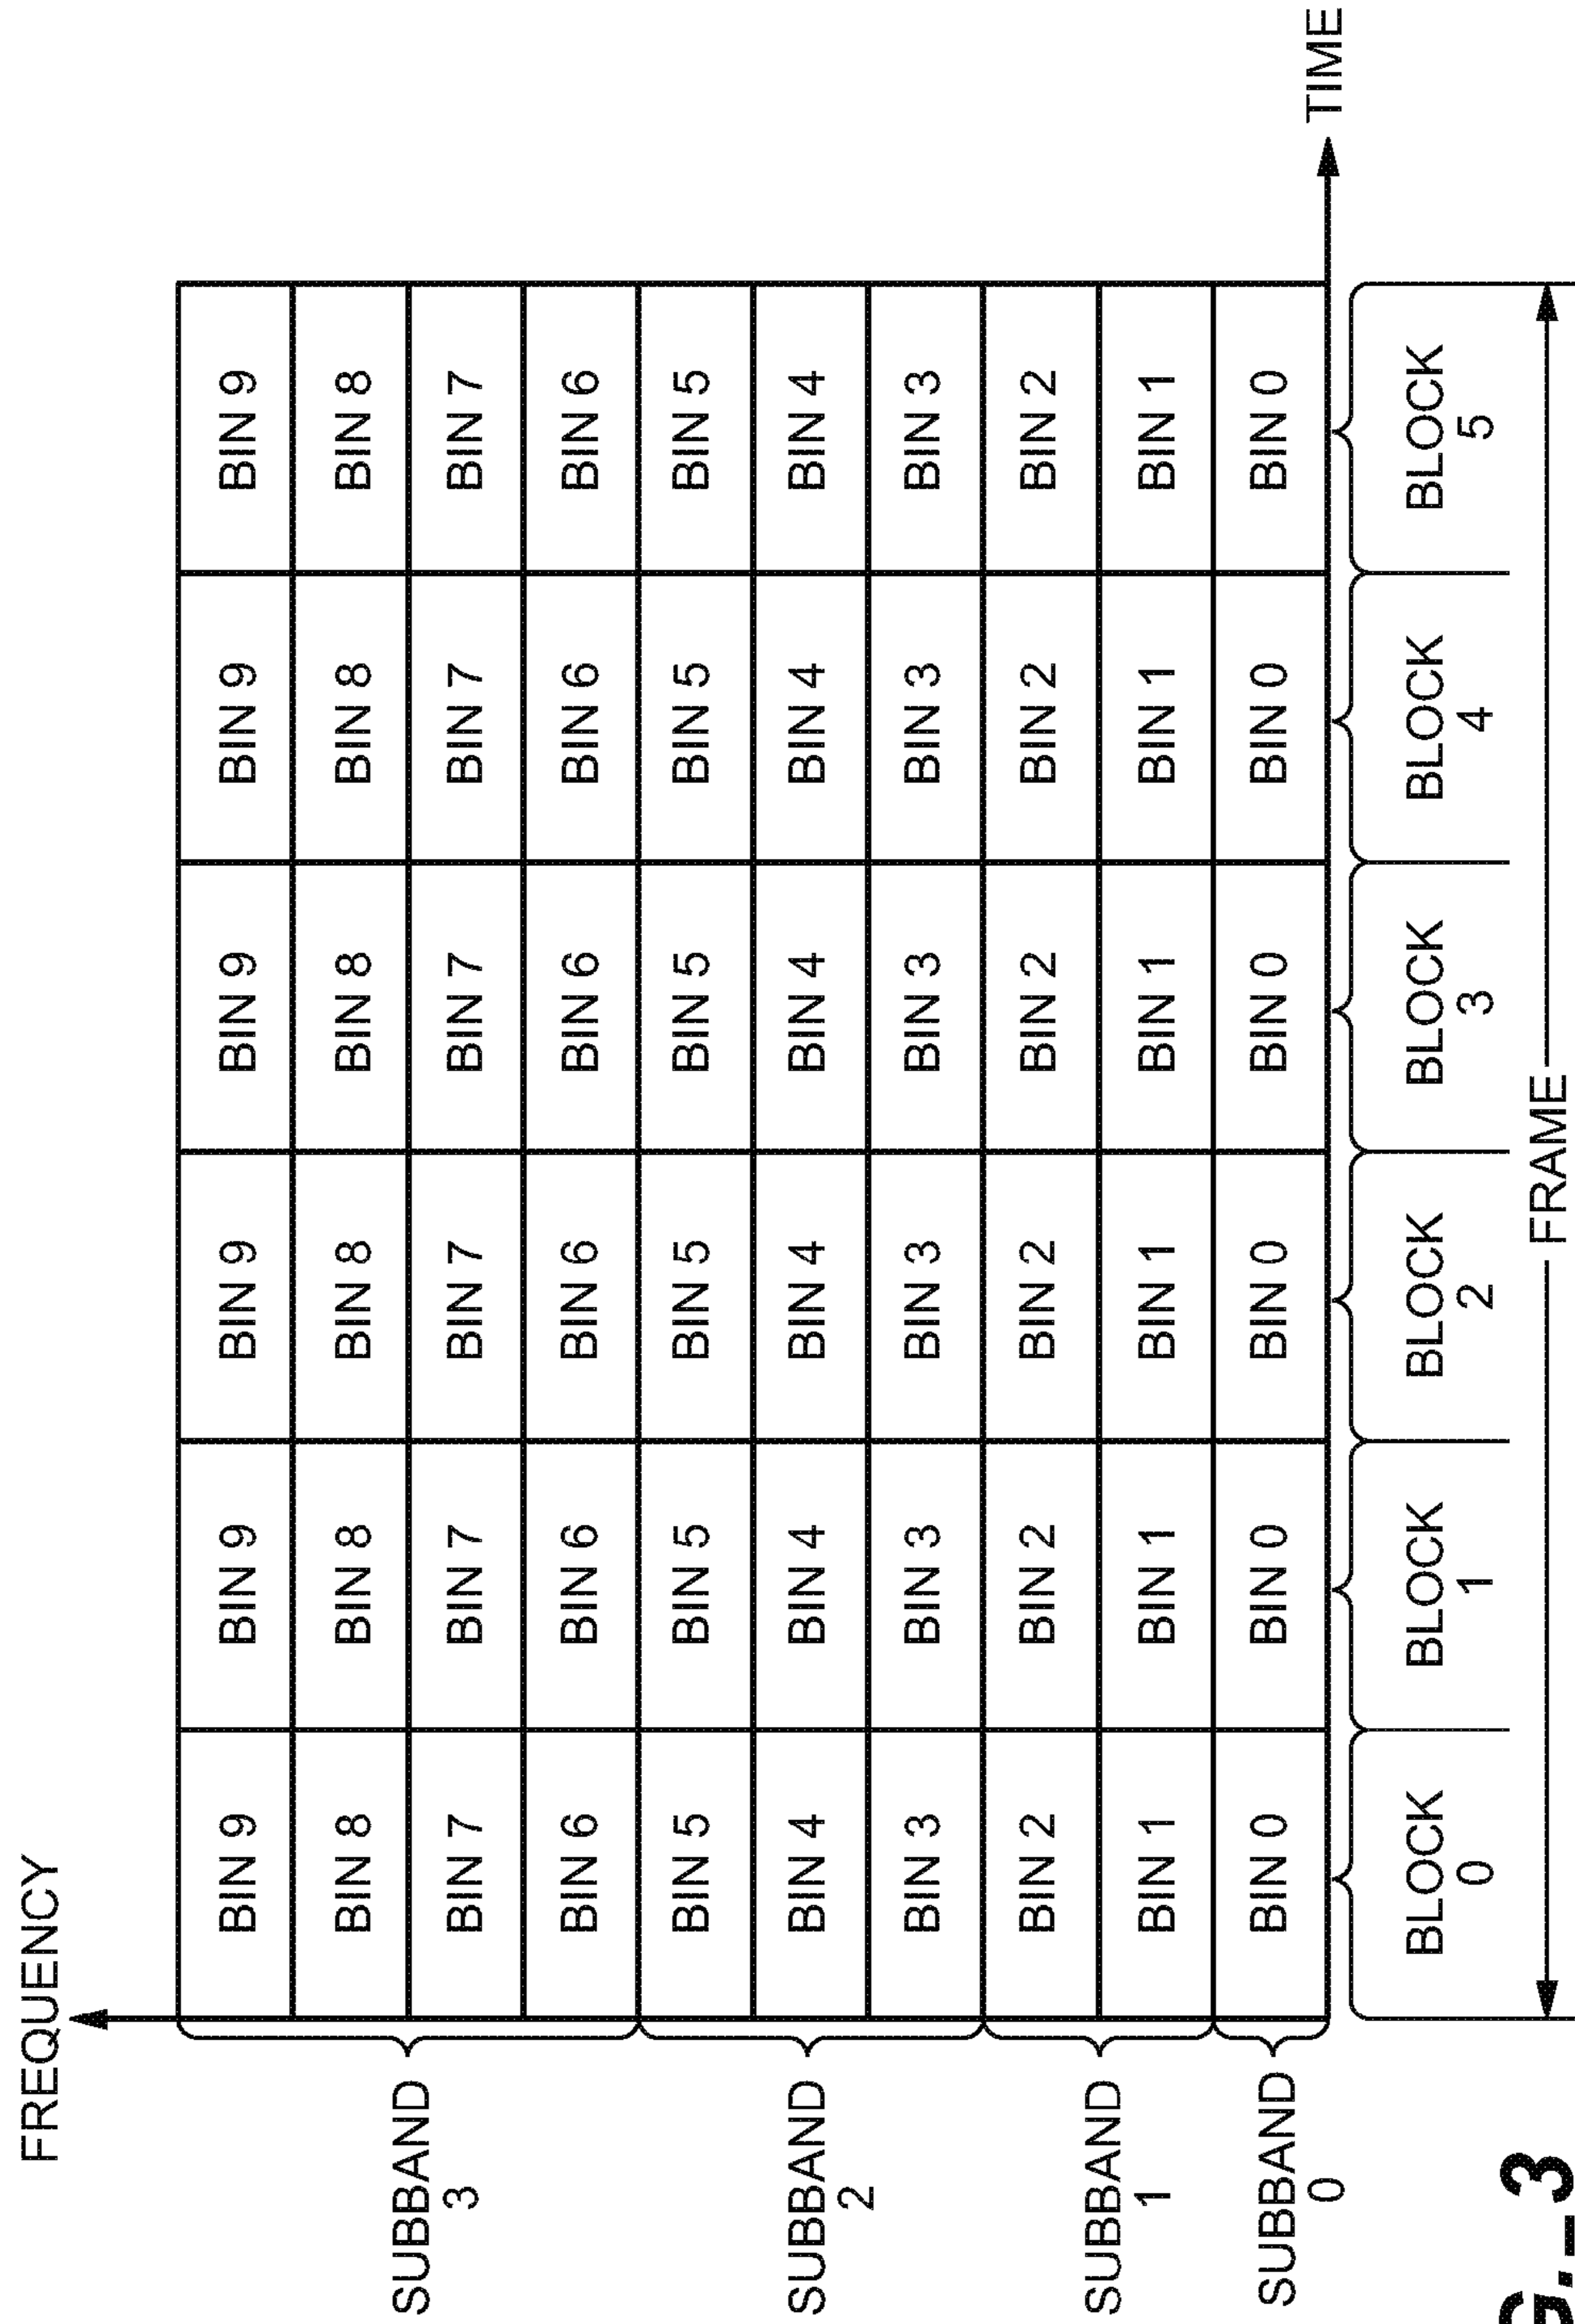 FREQUENCY
BIN 9 BIN 9 BIN 9 BIN 9 BIN 9 BIN 9
BIN 8 BIN 8 BIN 8 BIN 8 BIN 8 BIN 8
SUBBAND
3
BIN 7 BIN 7 BIN 7 BIN 7 BIN 7 BIN 7
BIN 6 BIN 6 BIN 6 BIN 6 BIN 6 BIN 6
BIN 5 BIN 5 BIN 5 BIN 5 BIN 5 BIN 5
SUBBAND
2
BIN 4 BIN 4 BIN 4 BIN 4 BIN 4 BIN 4
BIN 3 BIN 3 BIN 3 BIN 3 BIN 3 BIN 3
BIN 2 BIN 2 BIN 2 BIN 2 BIN 2 BIN 2
SUBBAND
1
BIN 1 BIN 1 BIN 1 BIN 1 BIN 1 BIN 1
SUBBAND
0
BIN 0 BIN 0 BIN 0 BIN 0 BIN 0 BIN 0
TIME
BLOCK
0
BLOCK
1
BLOCK
2
BLOCK
3
BLOCK
4
BLOCK
5
FRAME
G._3